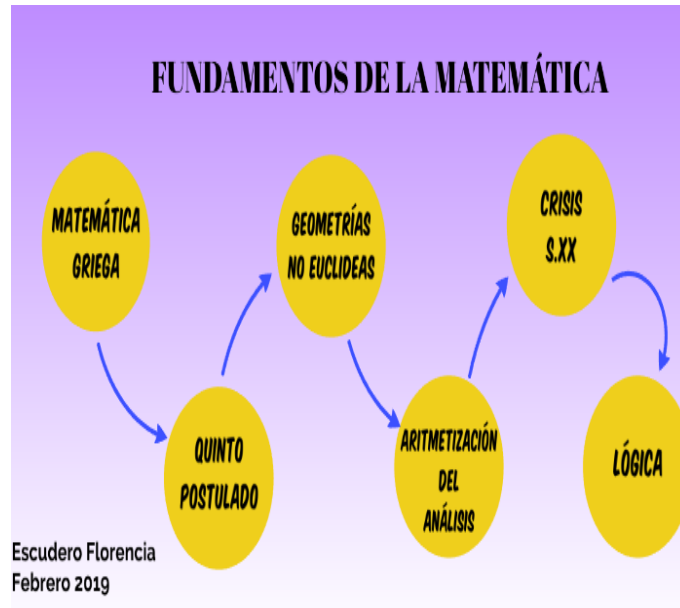 FUNDAMENTOS DE LA MATEMÁTICA
MATEMÁTICA
GRIEGA
QUINTO
POSTULADO
GEOMETRÍAS
NO EUCLIDEAS
ARITMETIZACIÓN
DEL
ANÁLISIS
CRISIS
S.XX
LÓGICA
Escudero Florencia
Febrero 2019